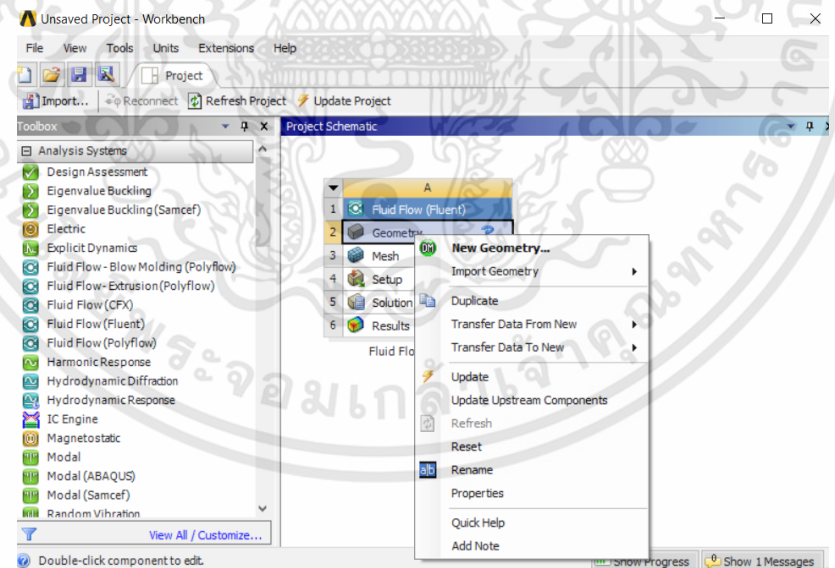 Unsaved Project - Workbench
File View Tools Units Extensions Help
Project
Import... Reconnect Refresh Project Update Project
Toolbox
Project Schematic
Analysis Systems
Design Assessment
Eigenvalue Buckling
Eigenvalue Buckling (Samcef)
Electric
Explicit Dynamics
Fluid Flow - Blow Molding (Polyflow)
Fluid Flow- Extrusion (Polyflow)
Fluid Flow (CFX)
Fluid Flow (Fluent)
Fluid Flow (Polyflow)
Harmonic Response
Hydrodynamic Diffraction
Hydrodynamic Response
IC Engine
Magnetostatic
Modal
Modal (ABAQUS)
Modal (Samcef)
Random Vibration
View All / Customize...
A
1 Fluid Flow (Fluent)
2 Geometry
3 Mesh
4 Setup
5 Solution
6 Results
Fluid Flo
DM New Geometry...
Import Geometry
Duplicate
Transfer Data From New
Transfer Data To New
Update
Update Upstream Components
Refresh
Reset
a|b Rename
Properties
Quick Help
Add Note
Double-click component to edit.
Show Progress Show 1 Messages